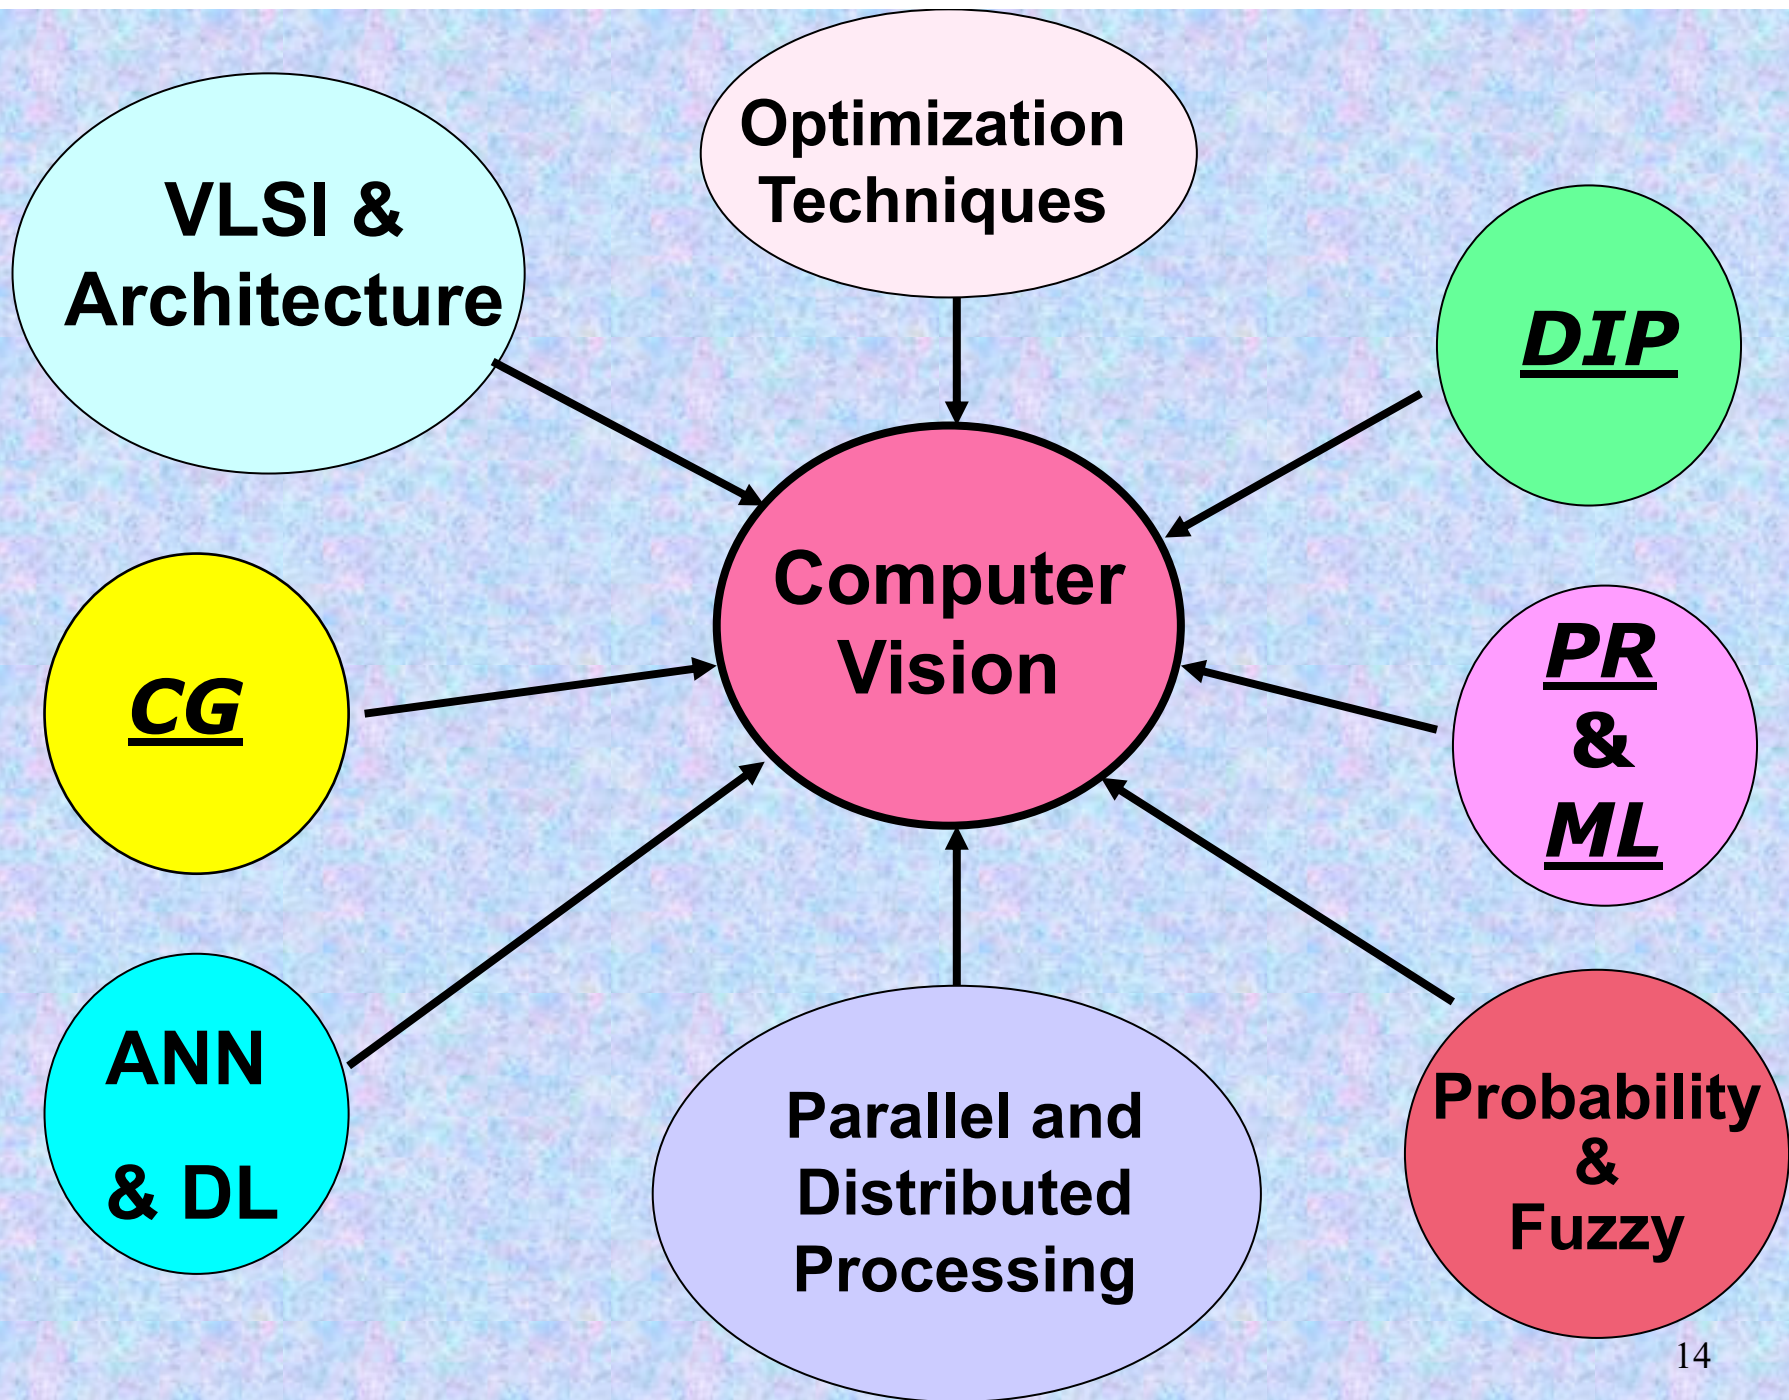 Optimization
Techniques
VLSI &
Architecture
DIP
Computer
Vision
CG
PR
&
ML
ANN
& DL
Parallel and
Distributed
Processing
Probability
&
Fuzzy
14